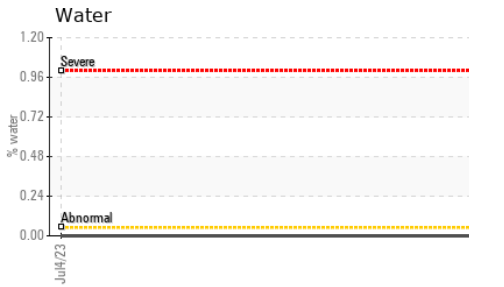 Water
1.20
Severe
0.96
0.72
% water
0.48
0.24
Abnormal
0.00
Jul4/23